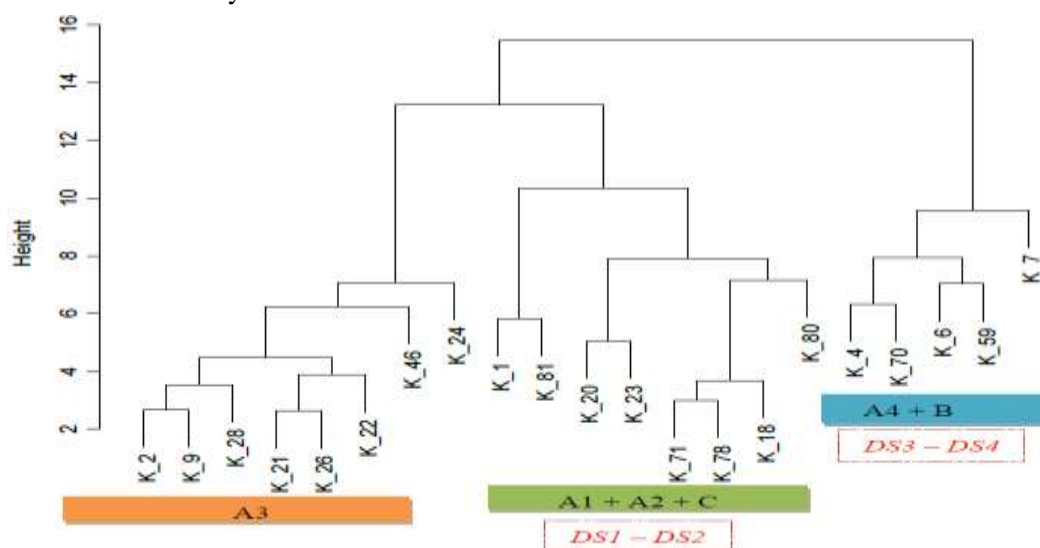 16
14
12
10
8
6
4
2
Height
K_2
K_9
K_28
K_21
K_26
K_22
K_46
K_24
K_1
K_81
K_20
K_23
K_71
K_78
K_18
K_80
K_4
K_70
K_6
K_59
K_7
A3
A1 + A2 + C
DS1 – DS2
A4 + B
DS3 – DS4